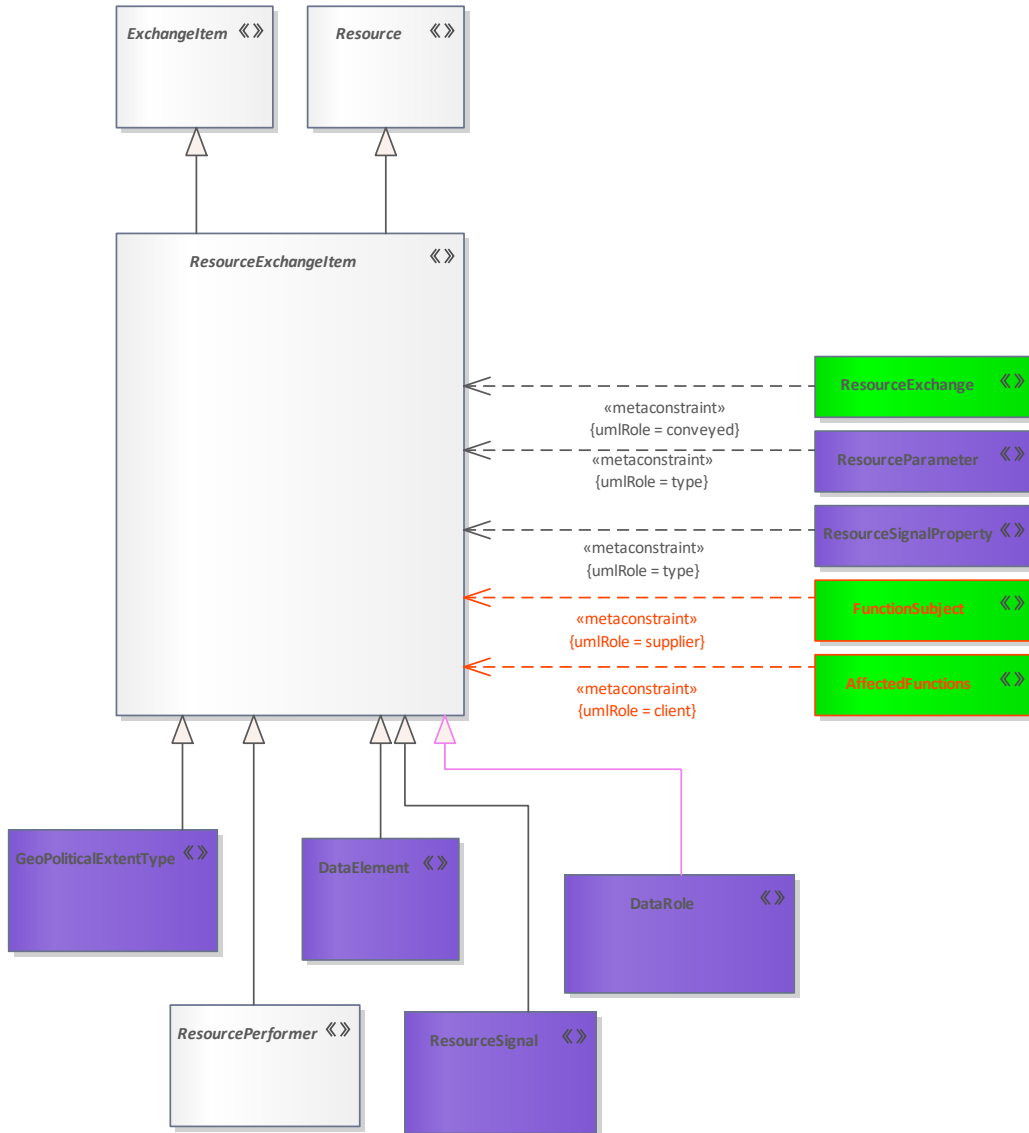 ExchangeItem «»
Resource «»
ResourceExchangeItem «»
ResourceExchange «»
«metaconstraint»
{umlRole = conveyed}
ResourceParameter «»
«metaconstraint»
{umlRole = type}
ResourceSignalProperty «»
«metaconstraint»
{umlRole = type}
FunctionSubject «»
«metaconstraint»
{umlRole = supplier}
AffectedFunctions «»
«metaconstraint»
{umlRole = client}
GeoPoliticalExtentType «»
DataElement «»
DataRole «»
ResourcePerformer «»
ResourceSignal «»